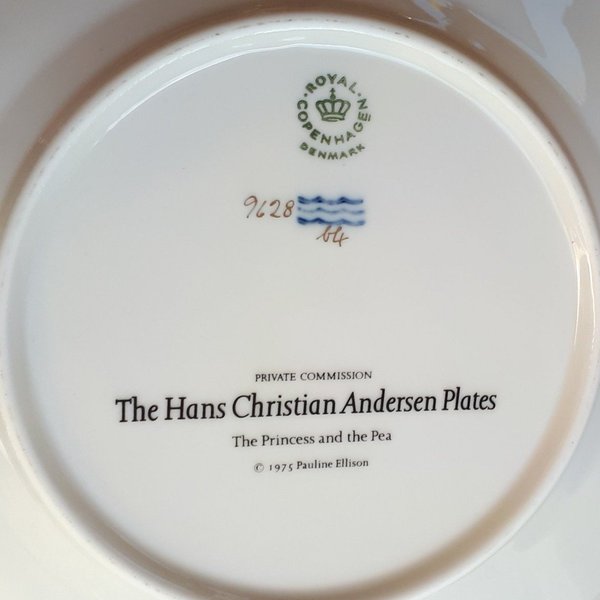 ROYAL COPENHAGEN
DENMARK
9628
b4
PRIVATE COMMISSION
The Hans Christian Andersen Plates
The Princess and the Pea
© 1975 Pauline Ellison